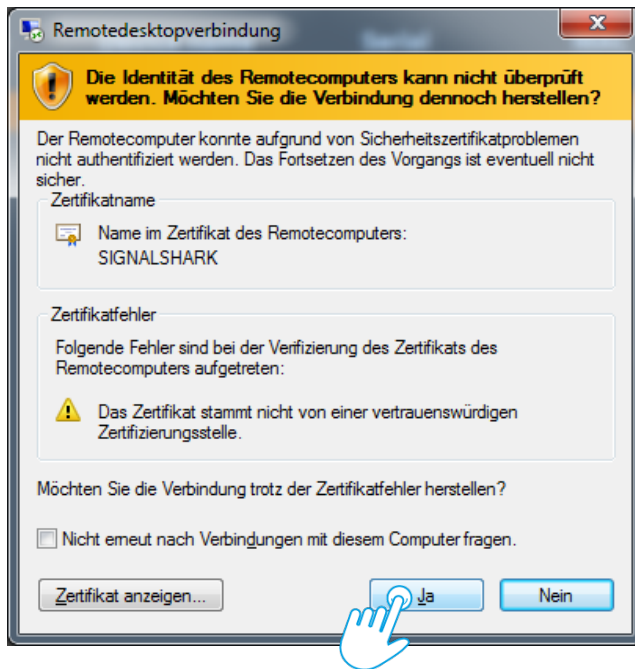 Remotedesktopverbindung
Die Identität des Remotecomputers kann nicht überprüft
werden. Möchten Sie die Verbindung dennoch herstellen?
Der Remotecomputer konnte aufgrund von Sicherheitszertifikatproblemen
nicht authentifiziert werden. Das Fortsetzen des Vorgangs ist eventuell nicht
sicher.
Zertifikatname
Name im Zertifikat des Remotecomputers:
SIGNALSHARK
Zertifikatfehler
Folgende Fehler sind bei der Verifizierung des Zertifikats des
Remotecomputers aufgetreten:
Das Zertifikat stammt nicht von einer vertrauenswürdigen
Zertifizierungsstelle.
Möchten Sie die Verbindung trotz der Zertifikatfehler herstellen?
Nicht erneut nach Verbindungen mit diesem Computer fragen.
Zertifikat anzeigen... Ja Nein